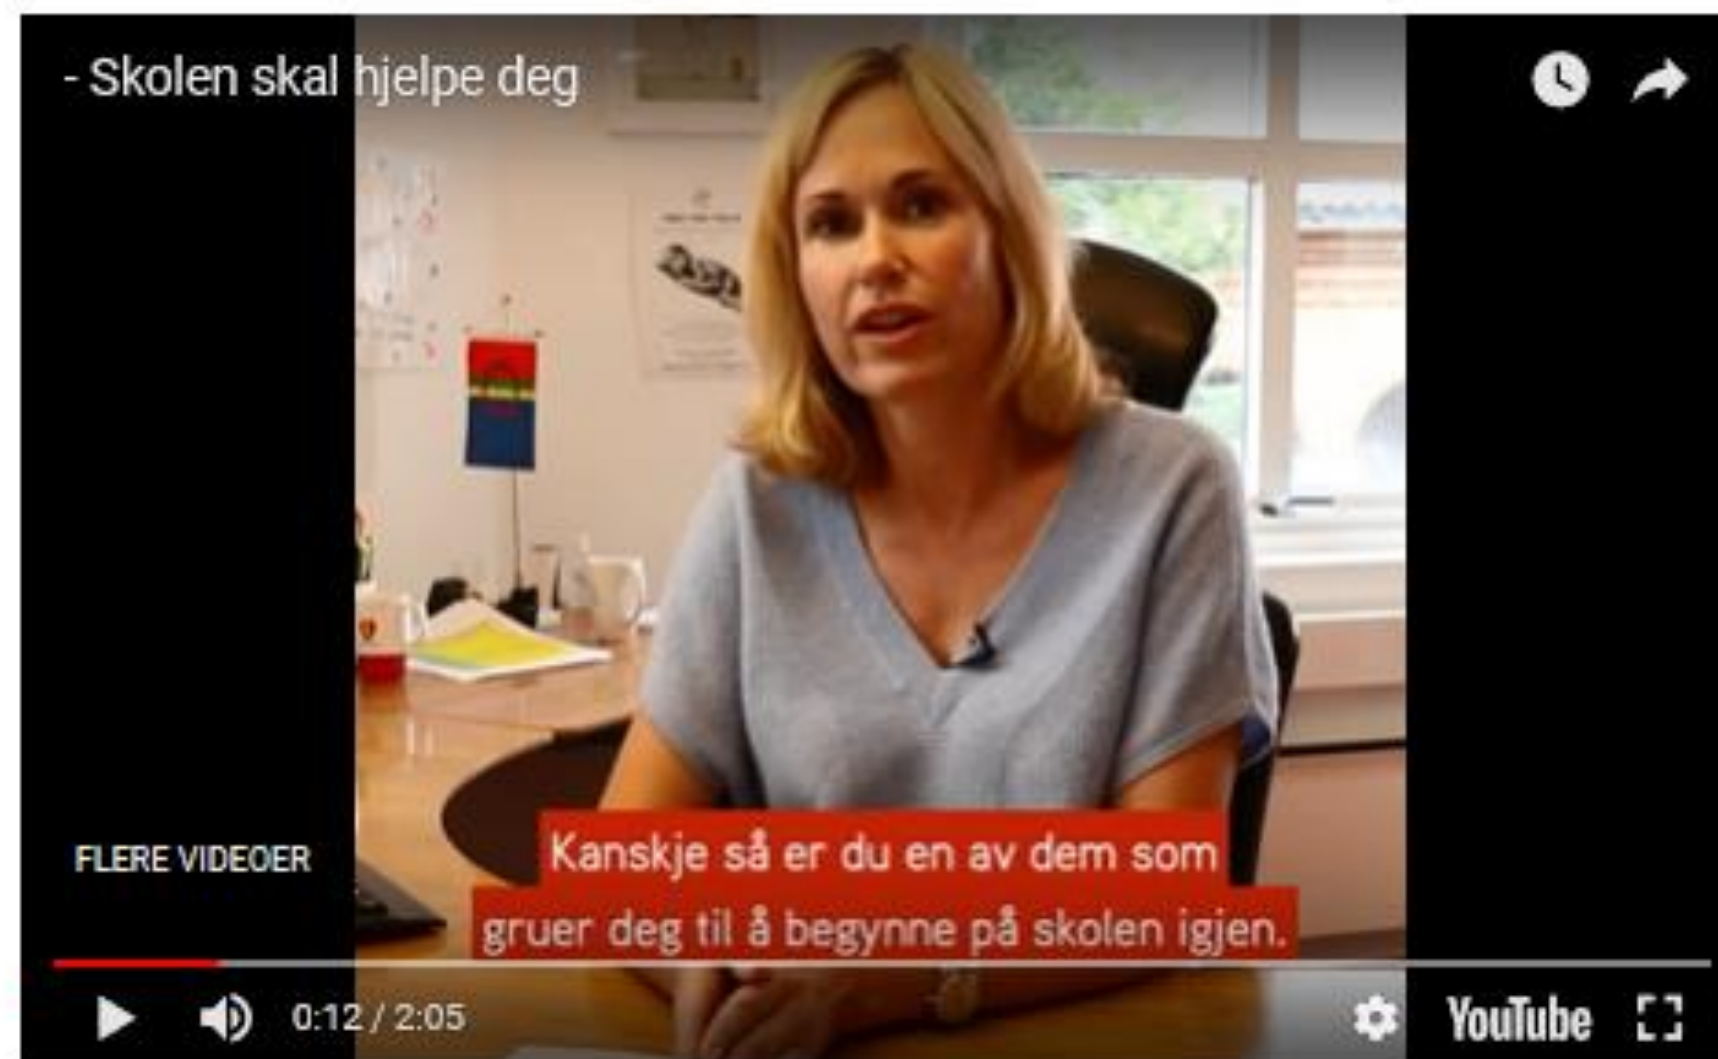 - Skolen skal hjelpe deg
FLERE VIDEOER
Kanskje så er du en av dem som
gruer deg til å begynne på skolen igjen.
0:12 / 2:05
YouTube